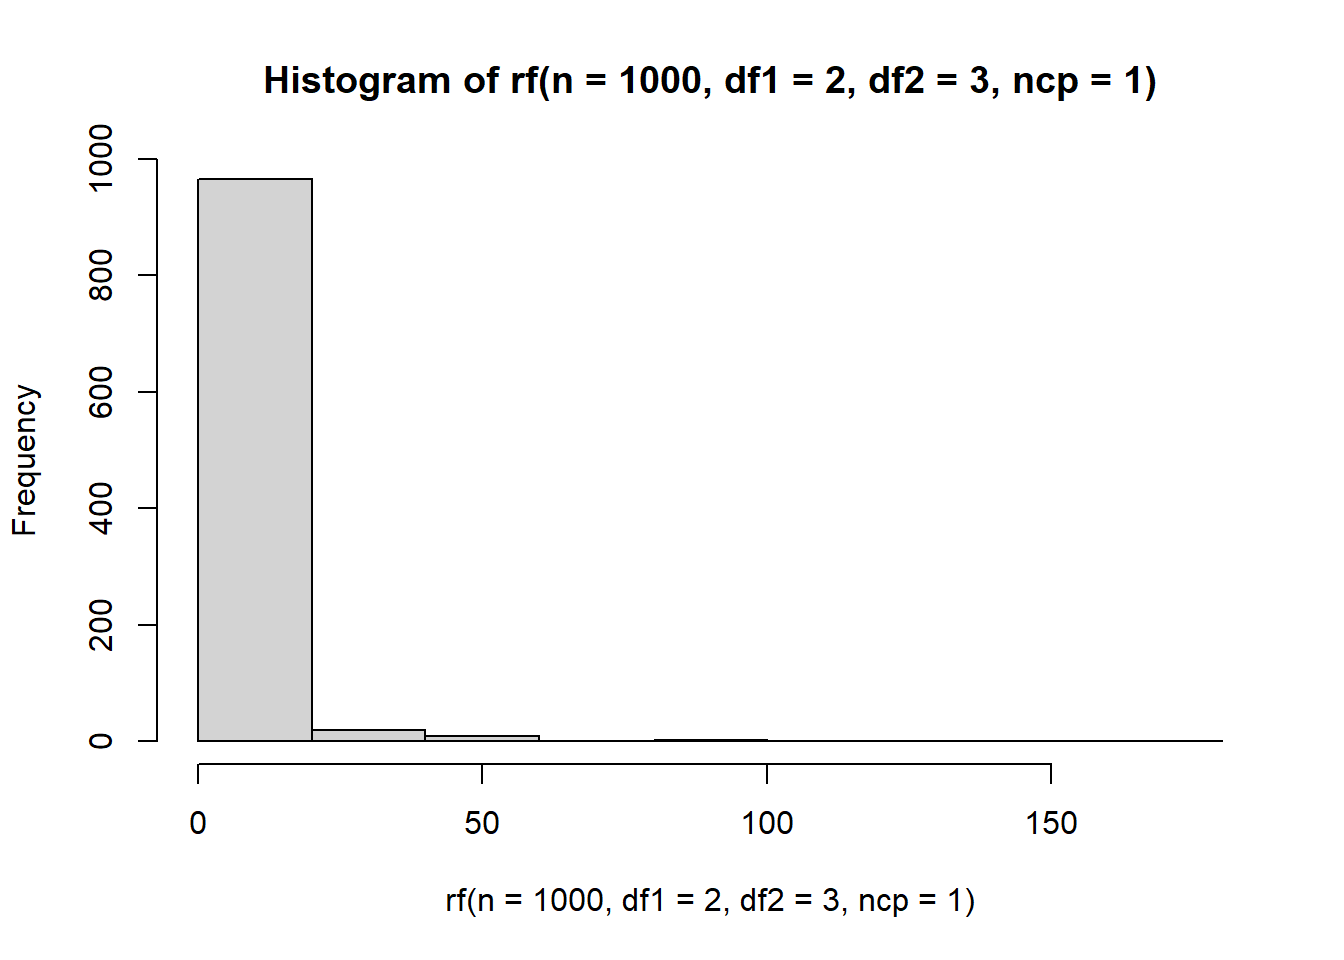 Histogram of rf(n = 1000, df1 = 2, df2 = 3, ncp = 1)
Frequency
1000
800
600
400
200
0
0 50 100 150
rf(n = 1000, df1 = 2, df2 = 3, ncp = 1)